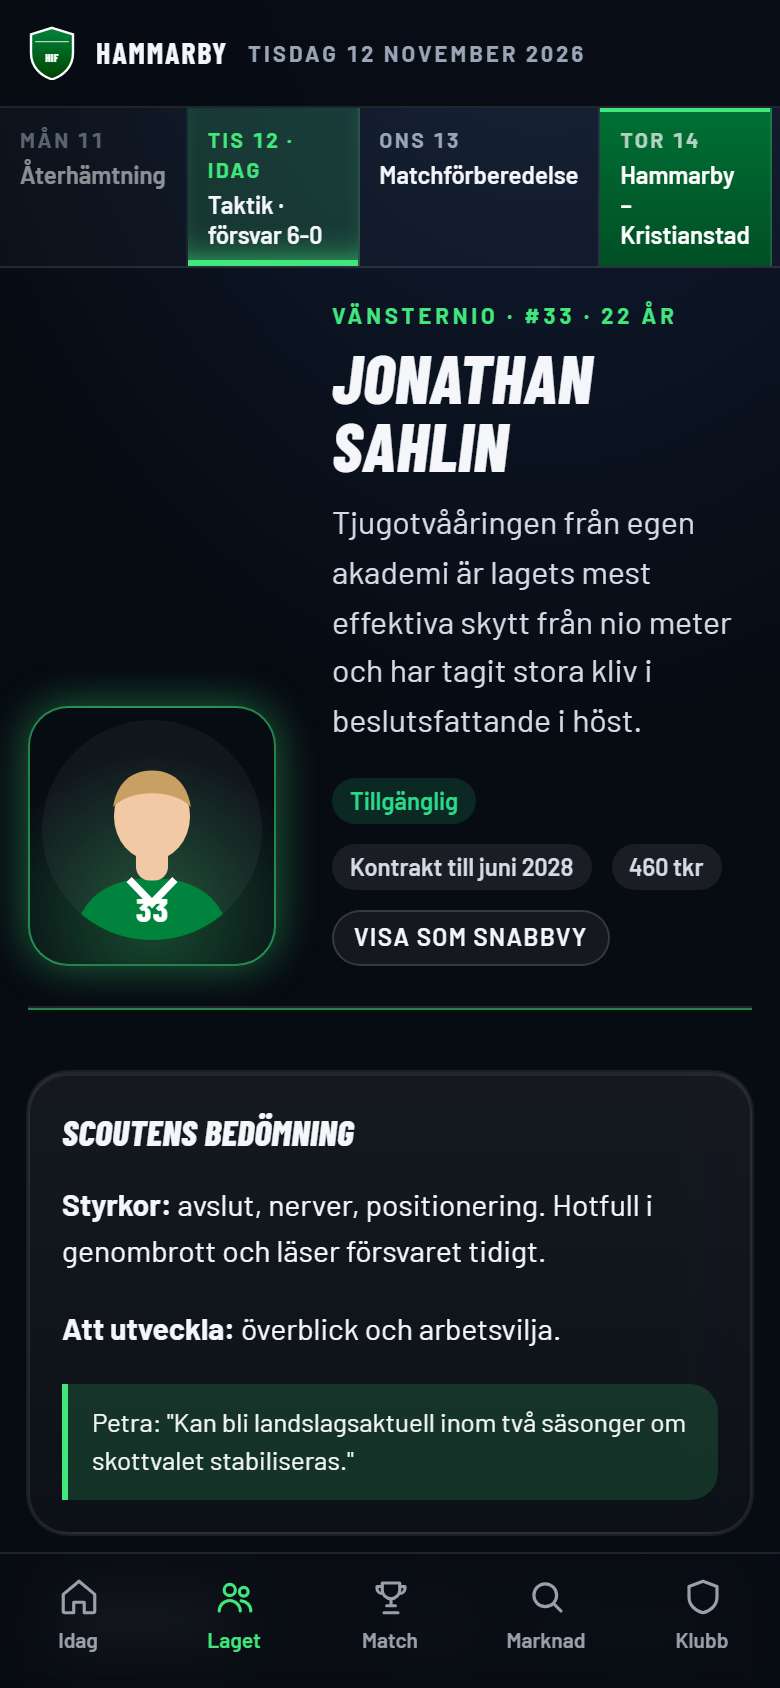 HIF
HAMMARBY TISDAG 12 NOVEMBER 2026
MÅN 11
Återhämtning
TIS 12 ·
IDAG
Taktik ·
försvar 6-0
ONS 13
Matchförberedelse
TOR 14
Hammarby
–
Kristianstad
VÄNSTERNIO · #33 · 22 ÅR
JONATHAN
SAHLIN
Tjugotvååringen från egen
akademi är lagets mest
effektiva skytt från nio meter
och har tagit stora kliv i
beslutsfattande i höst.
33
Tillgänglig
Kontrakt till juni 2028
460 tkr
VISA SOM SNABBVY
SCOUTENS BEDÖMNING
Styrkor: avslut, nerver, positionering. Hotfull i
genombrott och läser försvaret tidigt.
Att utveckla: överblick och arbetsvilja.
Petra: "Kan bli landslagsaktuell inom två säsonger om
skottvalet stabiliseras."
Idag
Laget
Match
Marknad
Klubb